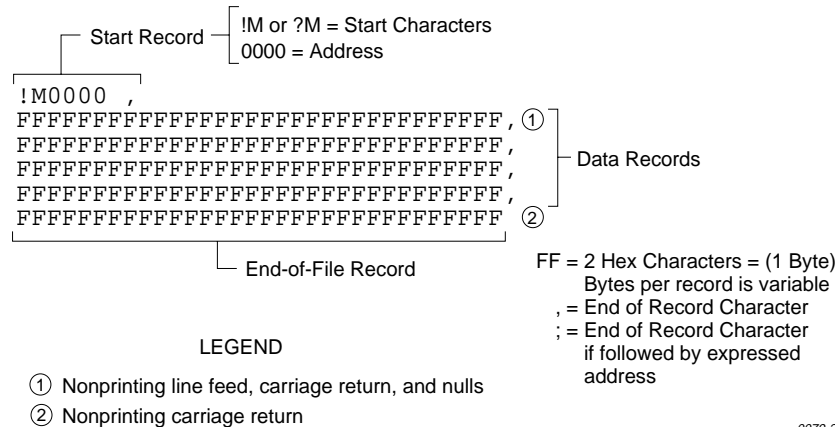 Start Record
!M or ?M = Start Characters
0000 = Address
!M0000 ,
FFFFFFFFFFFFFFFFFFFFFFFFFFFFFFFF, ①
FFFFFFFFFFFFFFFFFFFFFFFFFFFFFFFF,
FFFFFFFFFFFFFFFFFFFFFFFFFFFFFFFF,
FFFFFFFFFFFFFFFFFFFFFFFFFFFFFFFF,
FFFFFFFFFFFFFFFFFFFFFFFFFFFFFFFF ②
Data Records
End-of-File Record
FF = 2 Hex Characters = (1 Byte)
Bytes per record is variable
, = End of Record Character
; = End of Record Character
if followed by expressed
address
LEGEND
① Nonprinting line feed, carriage return, and nulls
② Nonprinting carriage return